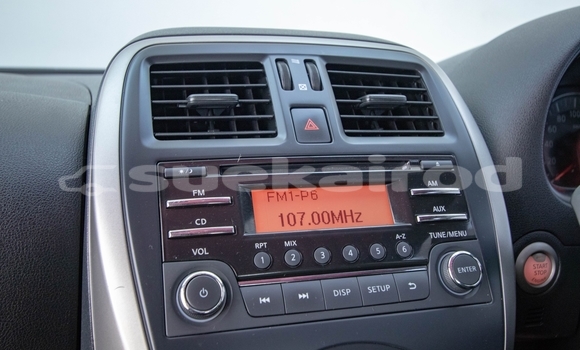 FM
CD
VOL
FM1-P6
107.00MHz
AM
AUX
TUNE/MENU
RPT MIX A-Z
1 2 3 4 5 6
DISP SETUP
ENTER
START
STOP